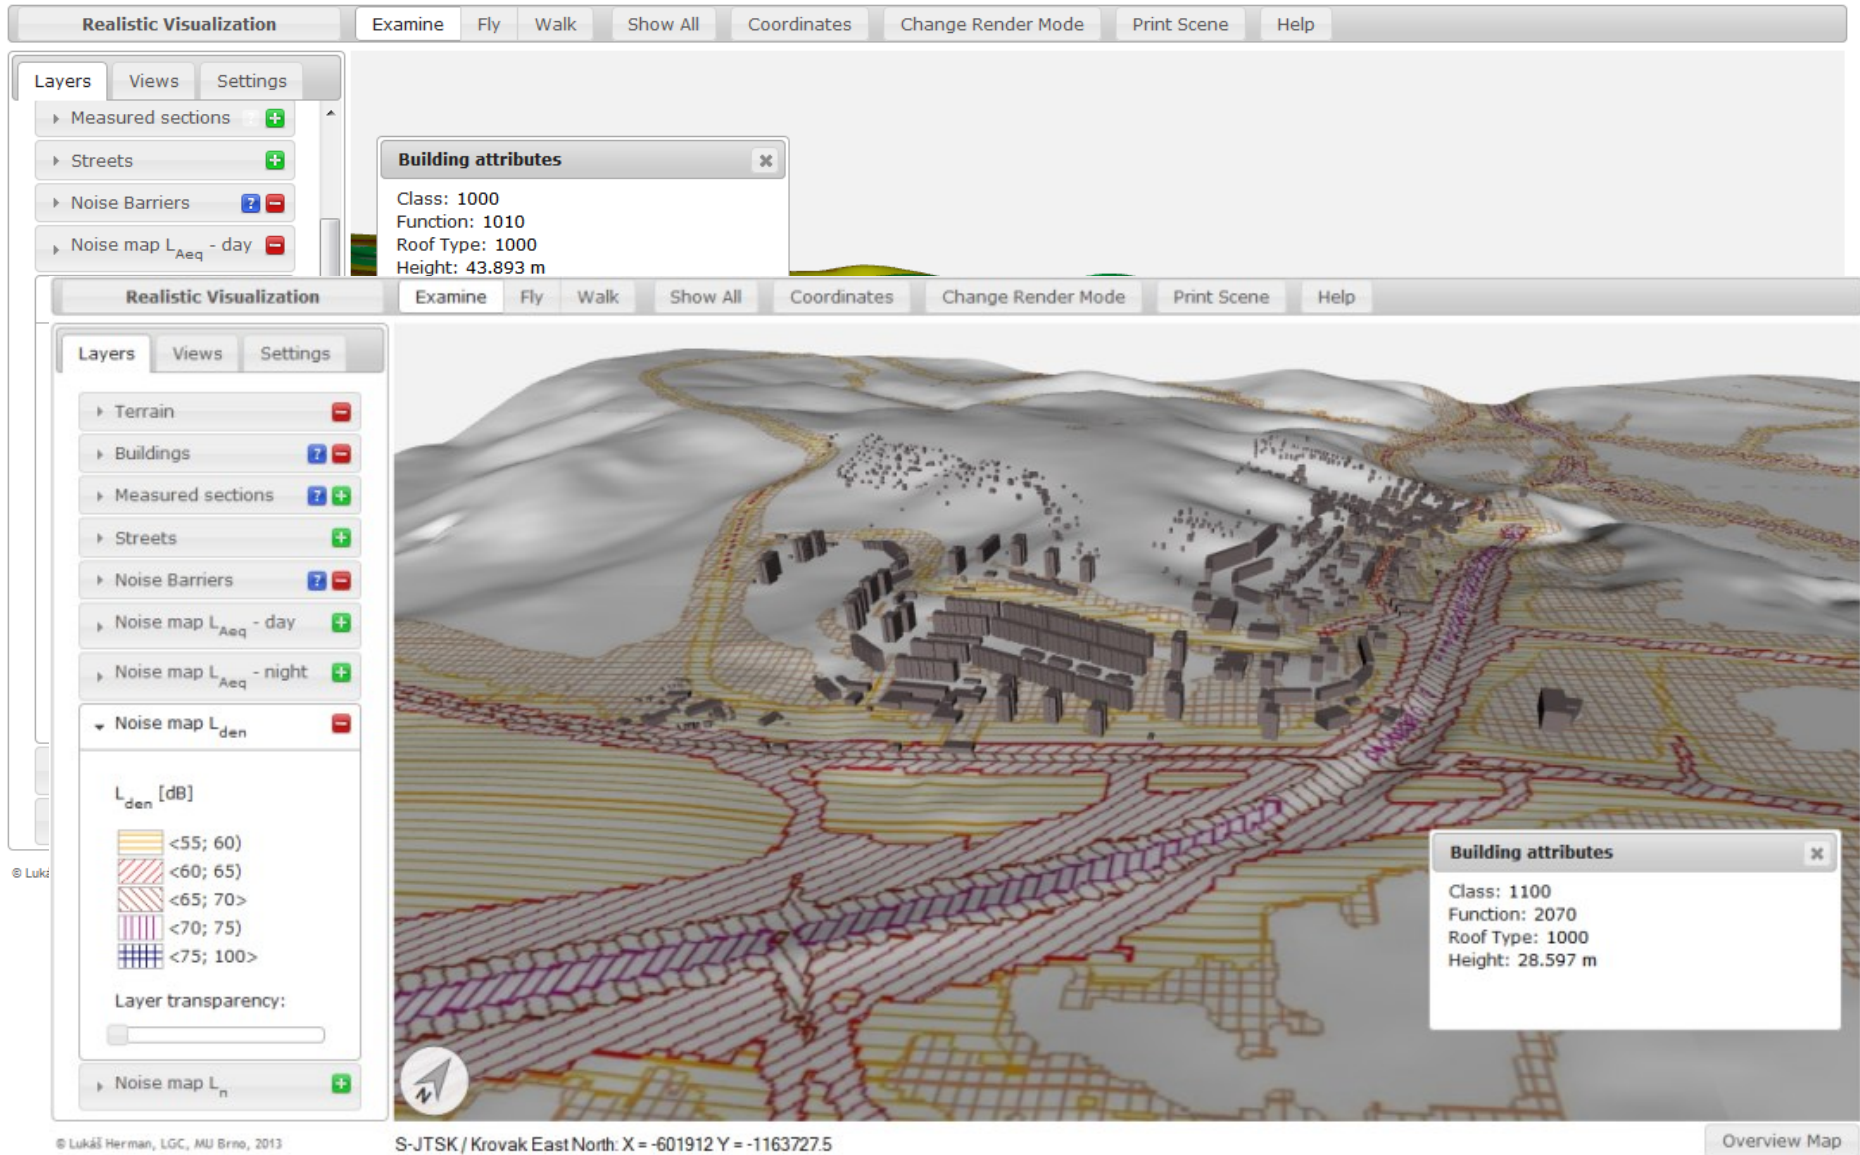 Realistic Visualization Examine Fly Walk Show All Coordinates Change Render Mode Print Scene Help
Layers Views Settings
Measured sections
Streets
Noise Barriers ?
Noise map LAeq - day
Building attributes
Class: 1000
Function: 1010
Roof Type: 1000
Height: 43.893 m
© Luká
Realistic Visualization Examine Fly Walk Show All Coordinates Change Render Mode Print Scene Help
Layers Views Settings
Terrain
Buildings ?
Measured sections ?
Streets
Noise Barriers ?
Noise map LAeq - day
Noise map LAeq - night
Noise map Lden
Lden [dB]
<55; 60)
<60; 65)
<65; 70>
<70; 75)
<75; 100>
Layer transparency:
Noise map Ln
N
Building attributes
Class: 1100
Function: 2070
Roof Type: 1000
Height: 28.597 m
© Lukáš Herman, LGC, MU Brno, 2013
S-JTSK / Krovak East North: X = -601912 Y = -1163727.5
Overview Map